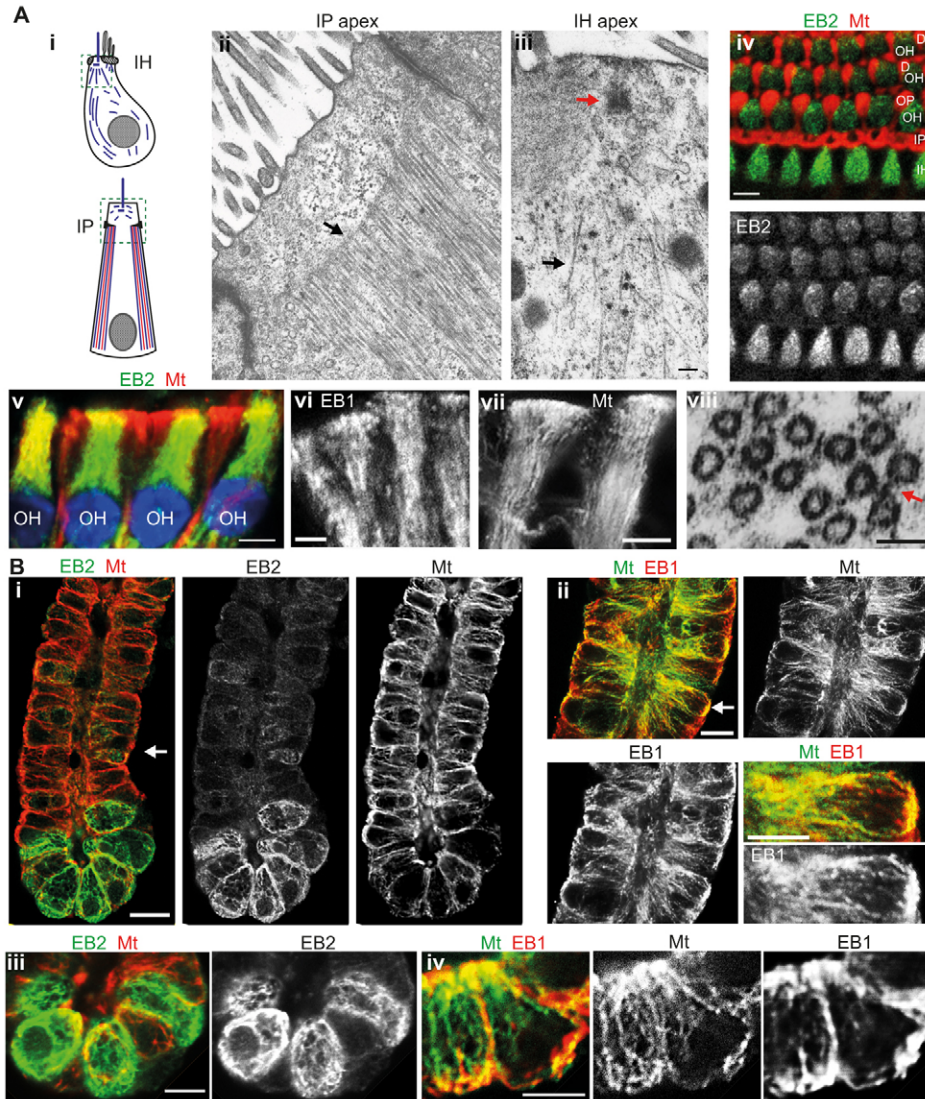 A
i
IH
IP
IP apex
ii
IH apex
iii
EB2 Mt
iv
D
OH
D
OH
OP
OH
IP
IH
EB2
EB2 Mt
v
OH
OH
OH
OH
vi
EB1
vii
Mt
viii
B
EB2 Mt
i
EB2
Mt
Mt EB1
ii
Mt
EB1
Mt EB1
EB1
EB2 Mt
iii
EB2
Mt EB1
iv
Mt
EB1